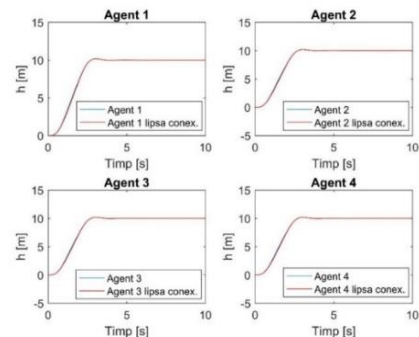 Agent 1
15
10
5
0
h [m]
Agent 1
Agent 1 lipsa conex.
0
5
10
Timp [s]
Agent 2
15
10
5
0
-5
h [m]
Agent 2
Agent 2 lipsa conex.
0
5
10
Timp [s]
Agent 3
15
10
5
0
-5
h [m]
Agent 3
Agent 3 lipsa conex.
0
5
10
Timp [s]
Agent 4
15
10
5
0
-5
h [m]
Agent 4
Agent 4 lipsa conex.
0
5
10
Timp [s]